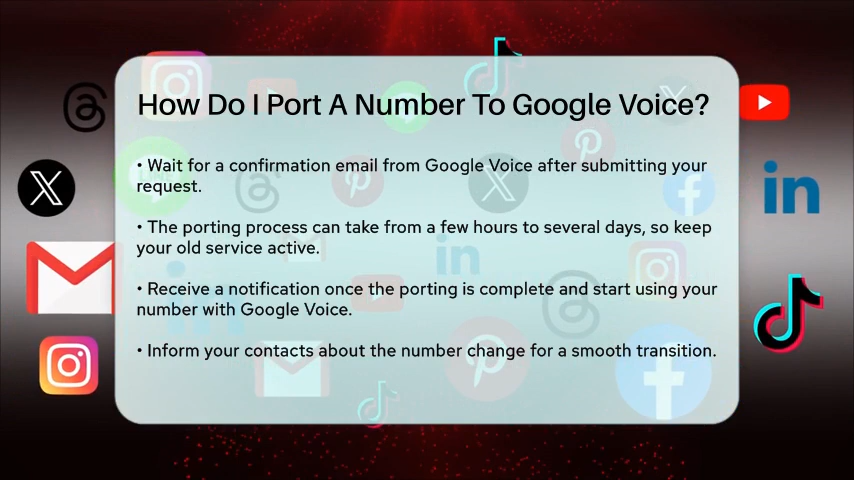 How Do I Port A Number To Google Voice?
• Wait for a confirmation email from Google Voice after submitting your
request.
• The porting process can take from a few hours to several days, so keep
your old service active.
• Receive a notification once the porting is complete and start using your
number with Google Voice.
• Inform your contacts about the number change for a smooth transition.